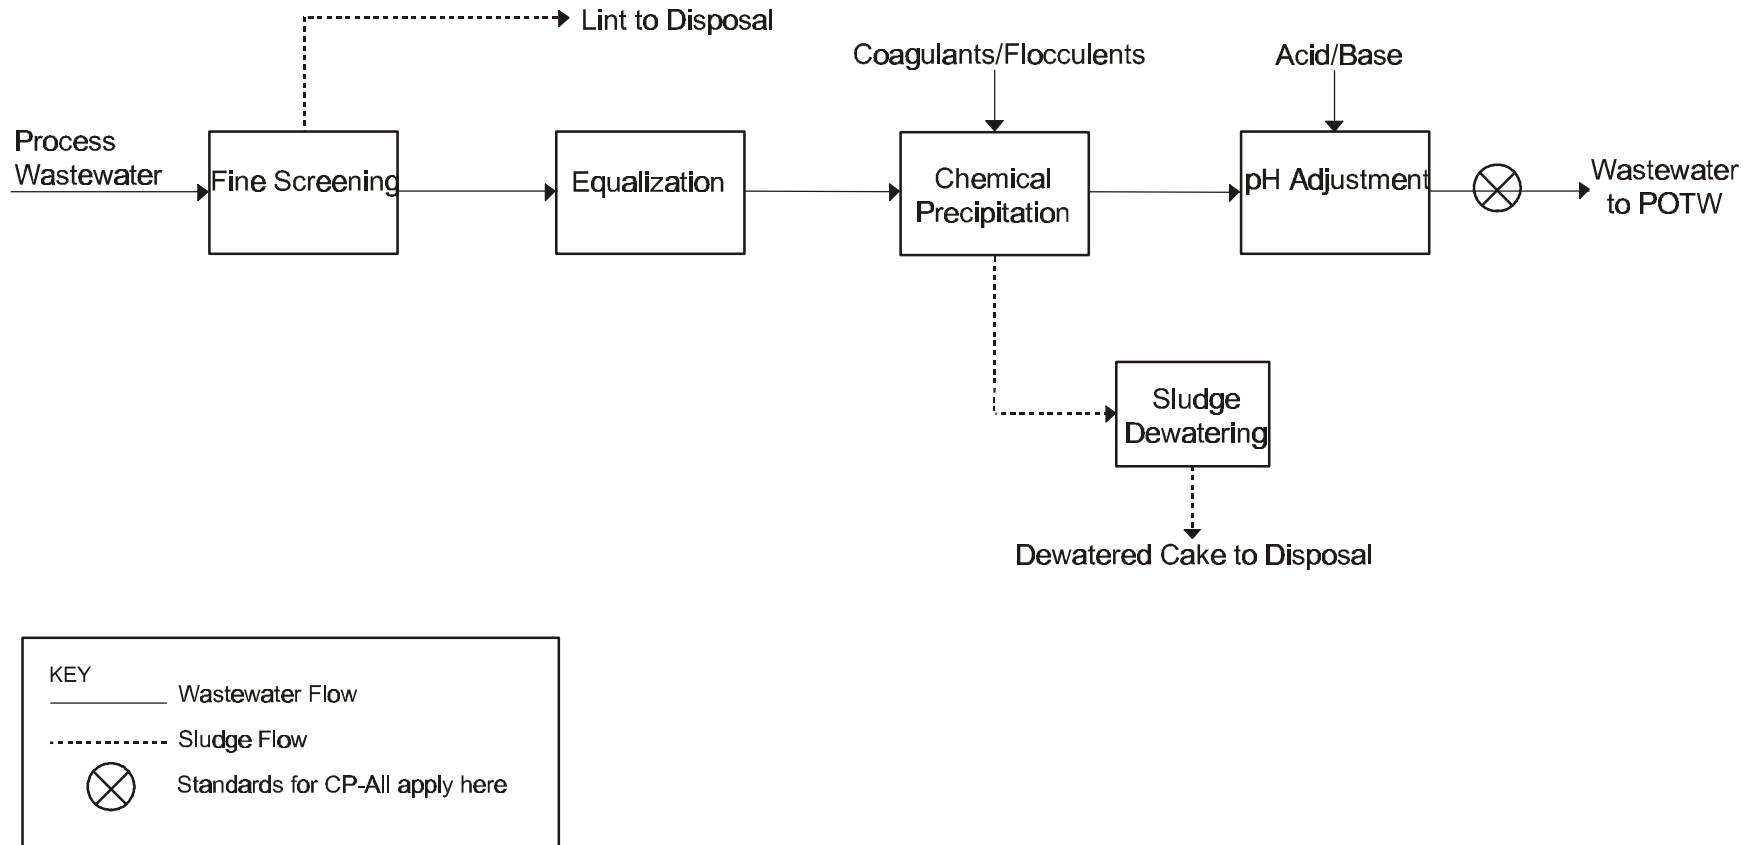 Lint to Disposal
Coagulants/Flocculents
Acid/Base
Process
Wastewater
Fine Screening
Equalization
Chemical
Precipitation
pH Adjustment
Wastewater
to POTW
Sludge
Dewatering
Dewatered Cake to Disposal
KEY
Wastewater Flow
Sludge Flow
Standards for CP-All apply here